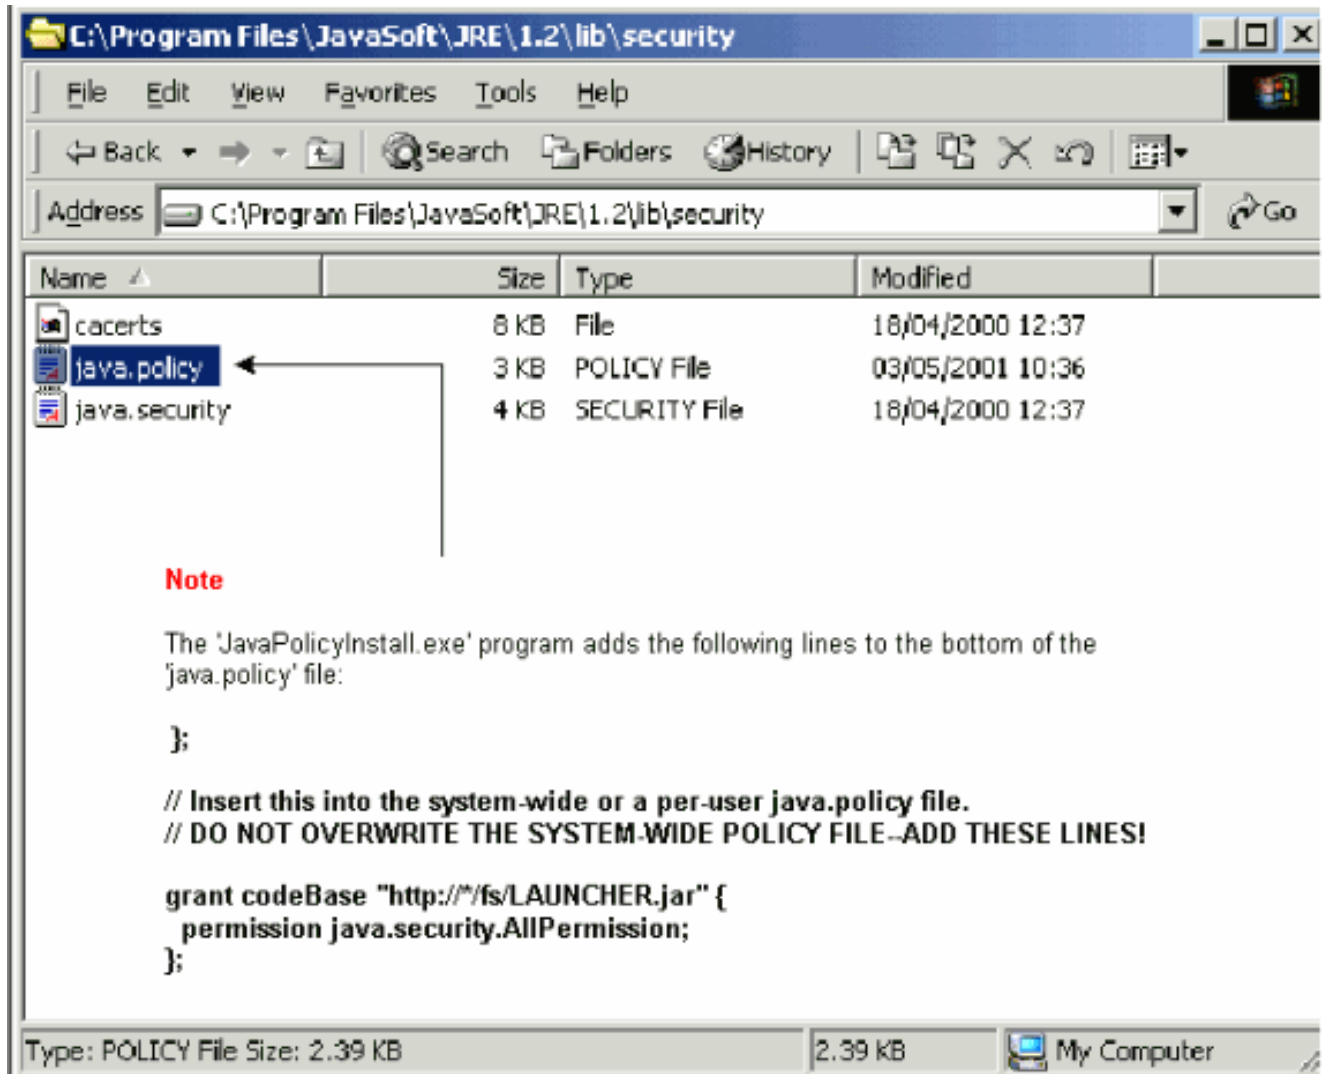 C:\Program Files\JavaSoft\JRE\1.2\lib\security
File Edit View Favorites Tools Help
Back Search Folders History
Address C:\Program Files\JavaSoft\JRE\1.2\lib\security Go
Name Size Type Modified
cacerts 8 KB File 18/04/2000 12:37
java.policy 3 KB POLICY File 03/05/2001 10:36
java.security 4 KB SECURITY File 18/04/2000 12:37
Note
The 'JavaPolicyInstall.exe' program adds the following lines to the bottom of the
'java.policy' file:
};
// Insert this into the system-wide or a per-user java.policy file.
// DO NOT OVERWRITE THE SYSTEM-WIDE POLICY FILE--ADD THESE LINES!
grant codeBase "http://*/fs/LAUNCHER.jar" {
permission java.security.AllPermission;
};
Type: POLICY File Size: 2.39 KB 2.39 KB My Computer